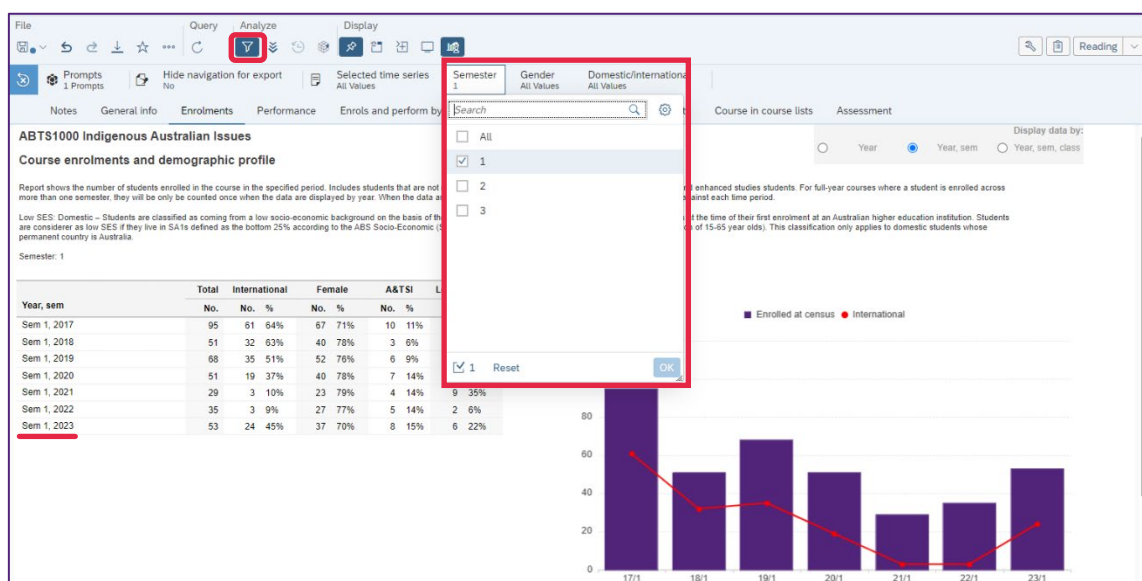 File Query Analyze Display
Reading
Prompts
1 Prompts
Hide navigation for export
No
Selected time series
All Values
Semester
1
Gender
All Values
Domestic/international
All Values
Notes General info Enrolments Performance Enrols and perform by Course in course lists Assessment
Search
All
1
2
3
1 Reset OK
ABTS1000 Indigenous Australian Issues
Display data by:
Year Year, sem Year, sem, class
Course enrolments and demographic profile
Report shows the number of students enrolled in the course in the specified period. Includes students that are not enhanced studies students. For full-year courses where a student is enrolled across
more than one semester, they will be only be counted once when the data are displayed by year. When the data are against each time period.
Low SES: Domestic – Students are classified as coming from a low socio-economic background on the basis of the at the time of their first enrolment at an Australian higher education institution. Students
are considerer as low SES if they live in SA1s defined as the bottom 25% according to the ABS Socio-Economic of 15-65 year olds). This classification only applies to domestic students whose
permanent country is Australia.
Semester: 1
Total International Female A&TSI
Year, sem No. No. % No. % No. %
Sem 1, 2017 95 61 64% 67 71% 10 11%
Sem 1, 2018 51 32 63% 40 78% 3 6%
Sem 1, 2019 68 35 51% 52 76% 6 9%
Sem 1, 2020 51 19 37% 40 78% 7 14%
Sem 1, 2021 29 3 10% 23 79% 4 14% 9 35%
Sem 1, 2022 35 3 9% 27 77% 5 14% 2 6%
Sem 1, 2023 53 24 45% 37 70% 8 15% 6 22%
Enrolled at census International
80
60
40
20
0
17/1 18/1 19/1 20/1 21/1 22/1 23/1